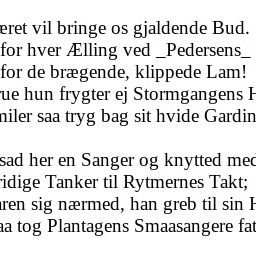 æret vil bringe os gjaldende Bud.
for hver Ælling ved _Pedersens_
for de brægende, klippede Lam!
rue hun frygter ej Stormgangens
miler saa tryg bag sit hvide Gardin
sad her en Sanger og knytted med
ridige Tanker til Rytmernes Takt;
aren sig nærmed, han greb til sin
aa tog Plantagens Smaasangere fat